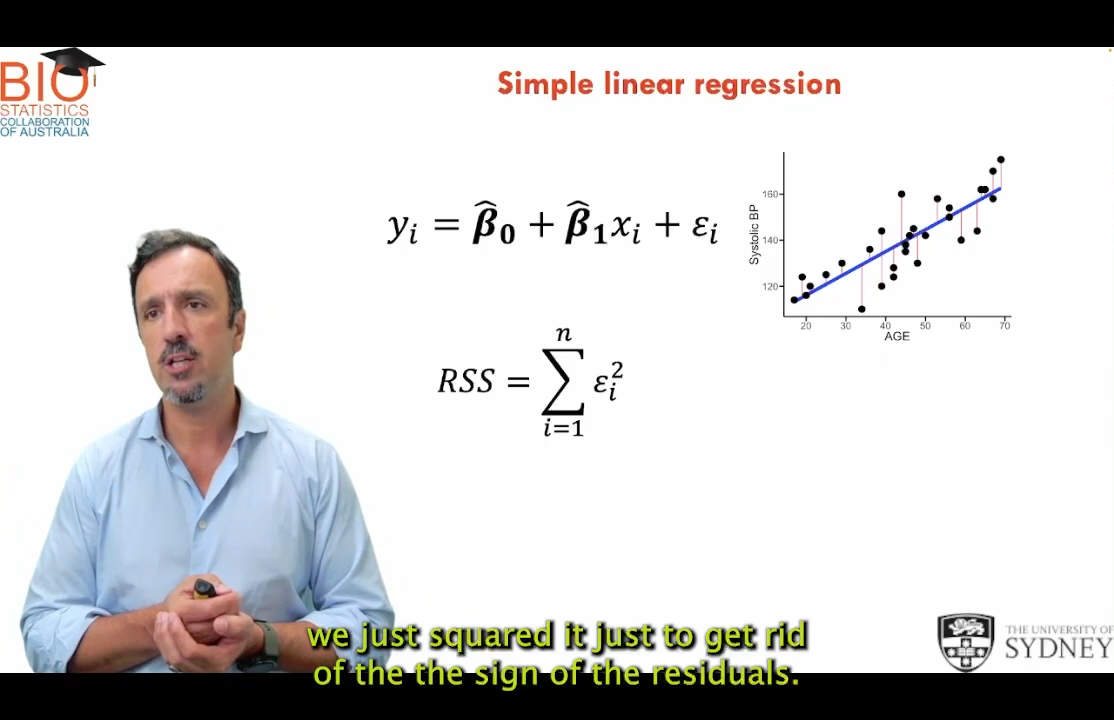 BIO
STATISTICS
COLLABORATION
OF AUSTRALIA
Simple linear regression
yᵢ = β̂₀ + β̂₁xᵢ + εᵢ
RSS = ∑ᵢ₌₁ⁿ εᵢ²
Systolic BP
160
140
120
20 30 40 50 60 70
AGE
we just squared it just to get rid
of the the sign of the residuals.
THE UNIVERSITY OF
SYDNEY